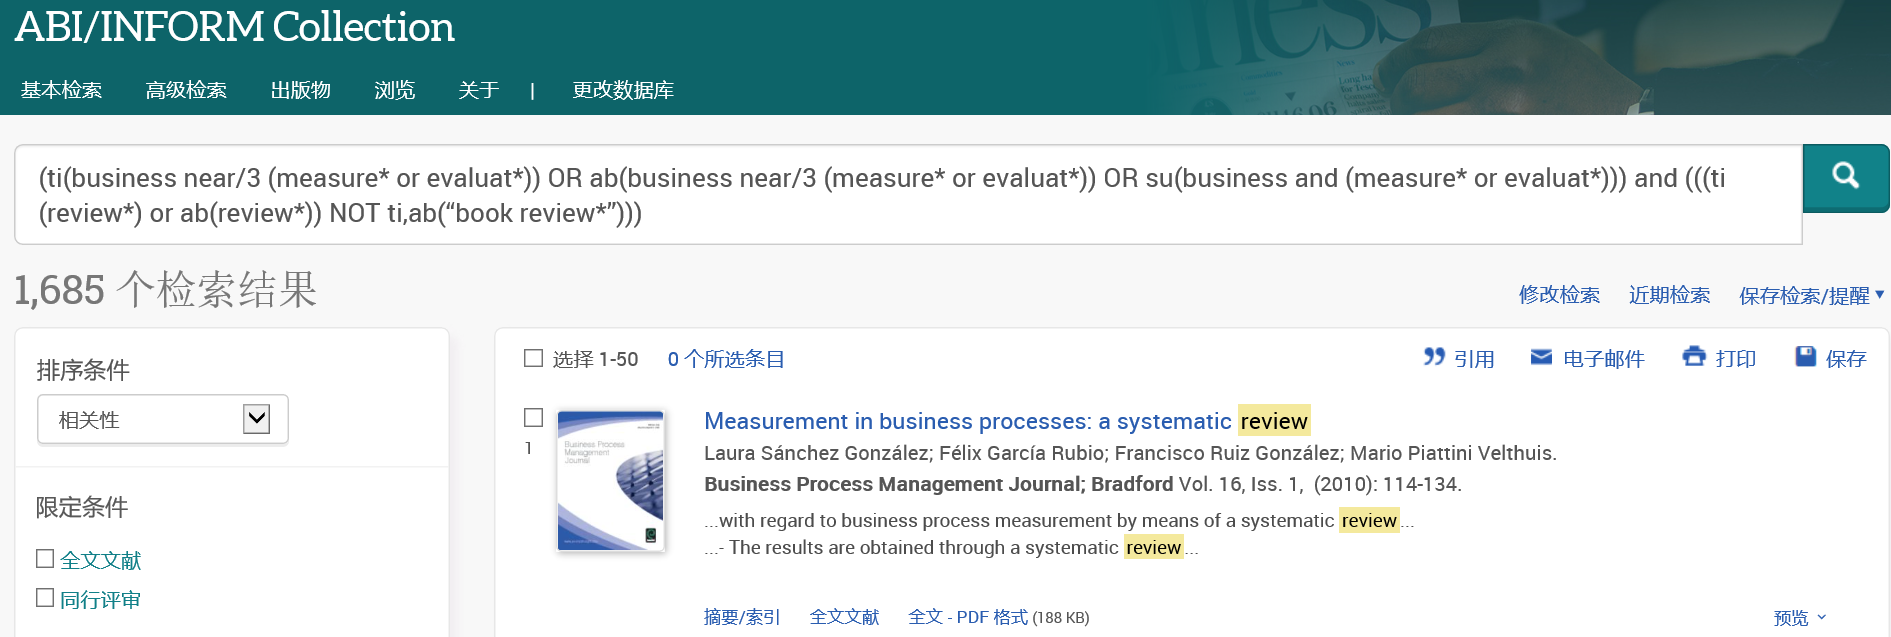 ABI/INFORM Collection
基本检索 高级检索 出版物 浏览 关于 | 更改数据库
(ti(business near/3 (measure* or evaluat*)) OR ab(business near/3 (measure* or evaluat*)) OR su(business and (measure* or evaluat*))) and (((ti
(review*) or ab(review*)) NOT ti,ab(“book review*”)))
1,685 个检索结果
修改检索 近期检索 保存检索/提醒
排序条件
相关性
限定条件
全文文献
同行评审
选择 1-50 0 个所选条目
引用 电子邮件 打印 保存
1
Business Process
Management
Journal
Measurement in business processes: a systematic review
Laura Sánchez González; Félix García Rubio; Francisco Ruiz González; Mario Piattini Velthuis.
Business Process Management Journal; Bradford Vol. 16, Iss. 1, (2010): 114-134.
...with regard to business process measurement by means of a systematic review...
...- The results are obtained through a systematic review...
摘要/索引 全文文献 全文 - PDF 格式 (188 KB)
预览